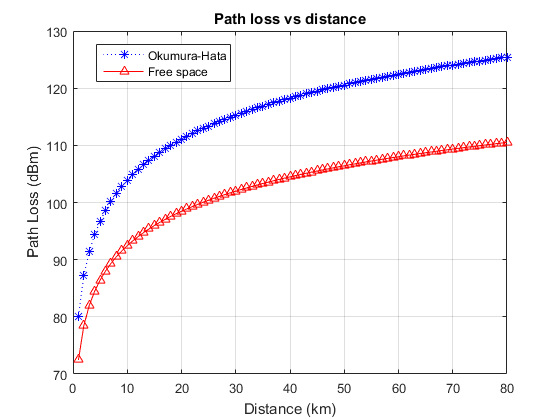 Path loss vs distance
130
120
110
100
90
80
70
Path Loss (dBm)
Okumura-Hata
Free space
0 10 20 30 40 50 60 70 80
Distance (km)